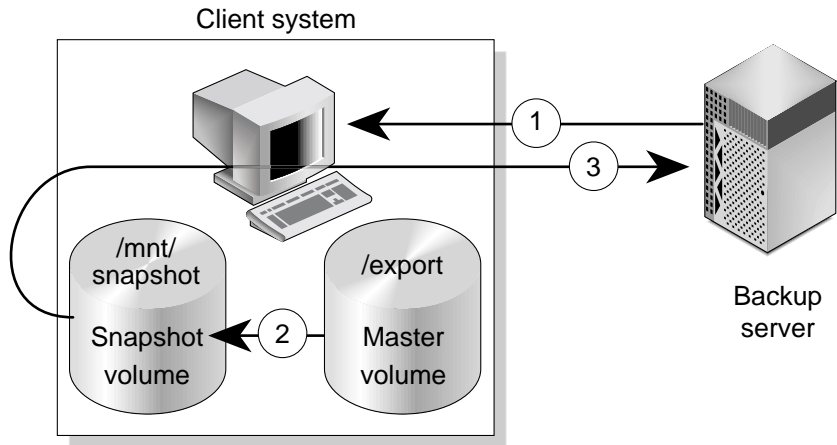 Client system
1
3
/mnt/
snapshot
/export
Backup
server
Snapshot
volume
2
Master
volume